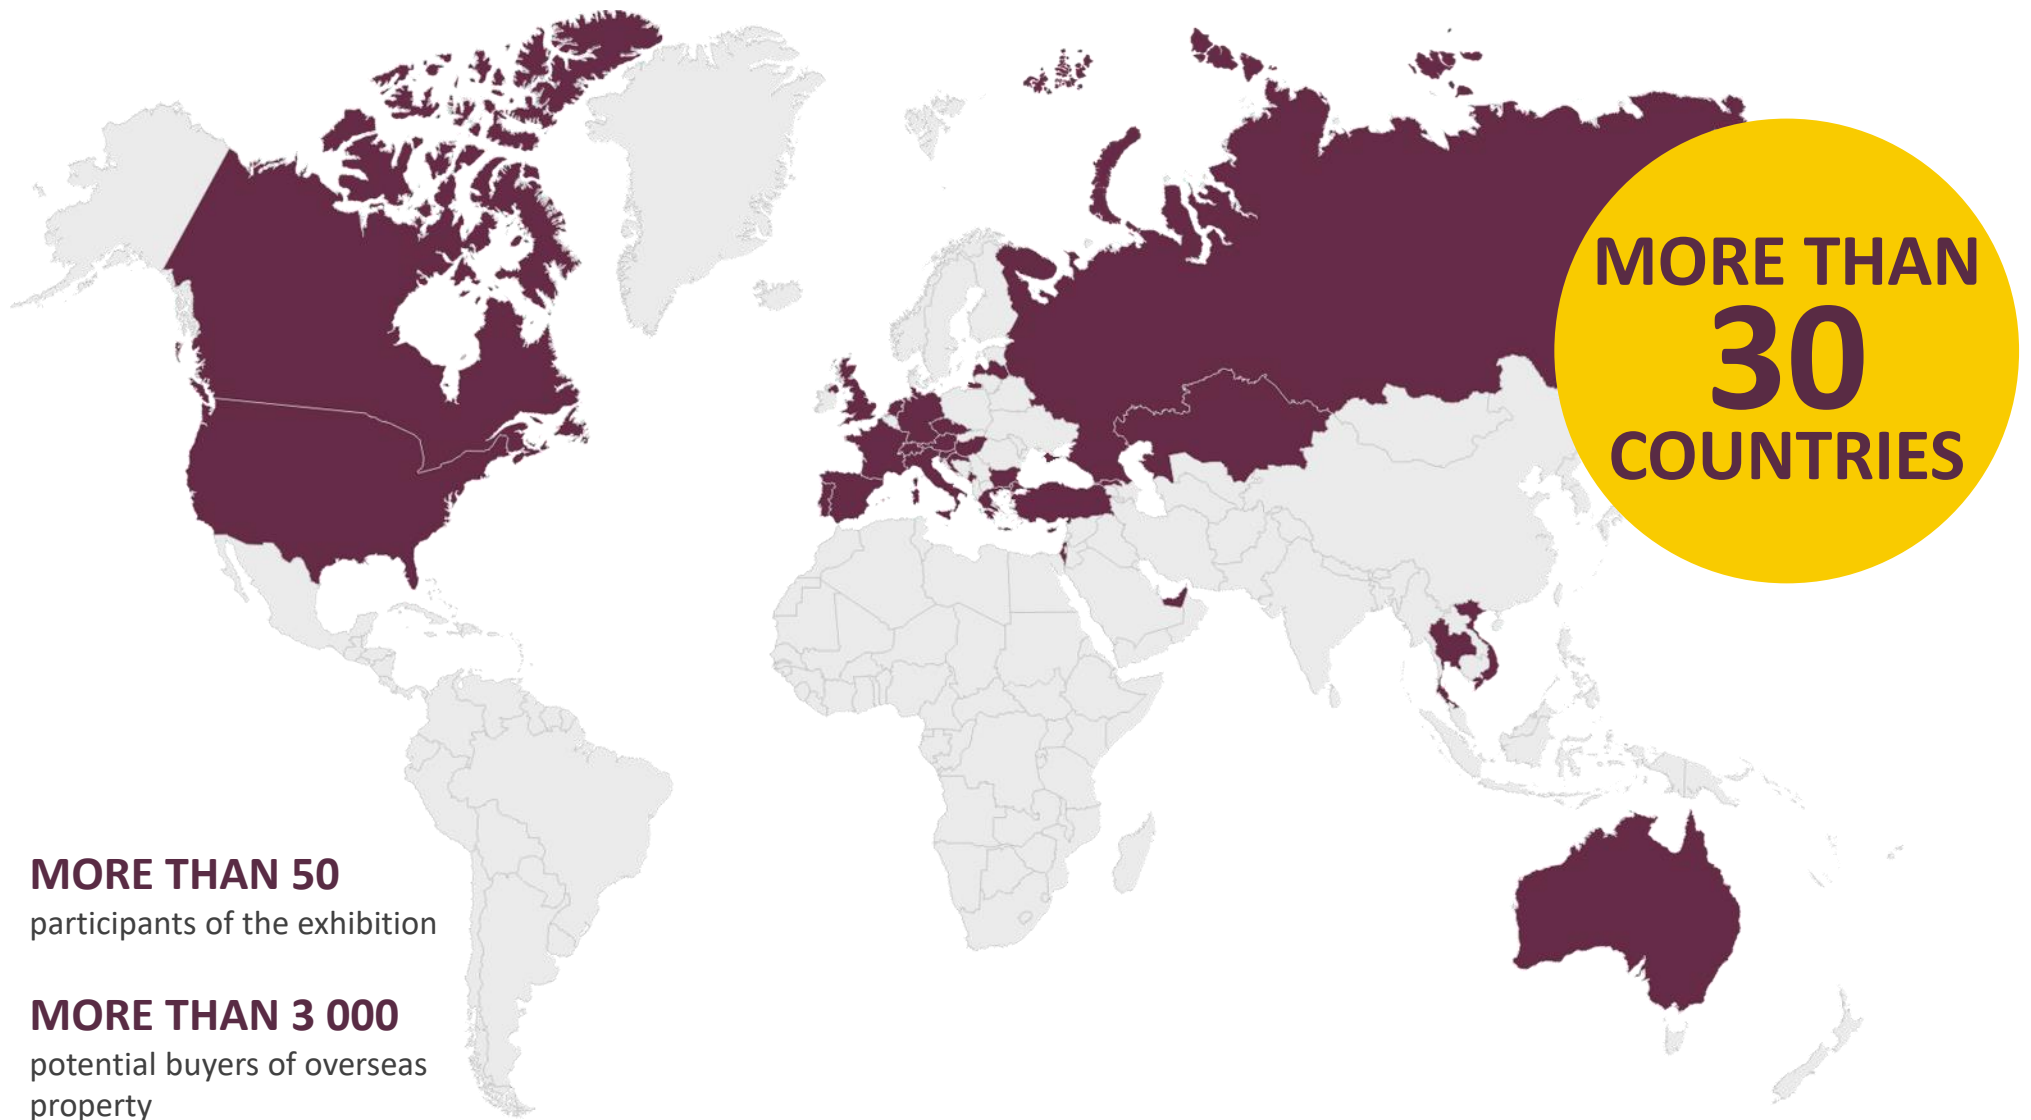 MORE THAN
30
COUNTRIES
MORE THAN 50
participants of the exhibition
MORE THAN 3 000
potential buyers of overseas
property